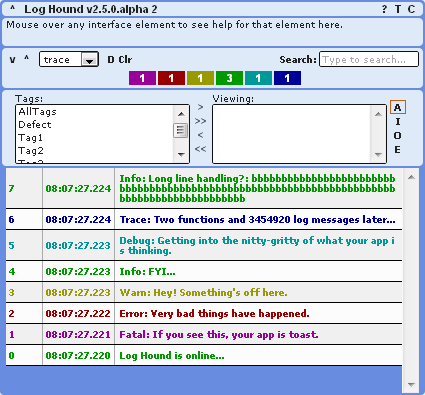 ^ Log Hound v2.5.0.alpha 2 ? T C
Mouse over any interface element to see help for that element here.
v ^ trace D Clr Search: Type to search...
1 1 1 3 1 1
Tags: Viewing:
AllTags
Defect
Tag1
Tag2
> >> < <<
A
I
O
E
7 08:07:27.224 Info: Long line handling?: bbbbbbbbbbbbbbbbbbbbbbbbb
bbbbbbbbbbbbbbbbbbbbbbbbbbbbbbbbbbbbbbbbbbbbbbbb
bbbbbbbbbbbbbbbbbbbbbb
6 08:07:27.224 Trace: Two functions and 3454920 log messages later...
5 08:07:27.223 Debug: Getting into the nitty-gritty of what your app i
s thinking.
4 08:07:27.223 Info: FYI...
3 08:07:27.223 Warn: Hey! Something's off here.
2 08:07:27.222 Error: Very bad things have happened.
1 08:07:27.221 Fatal: If you see this, your app is toast.
0 08:07:27.220 Log Hound is online...